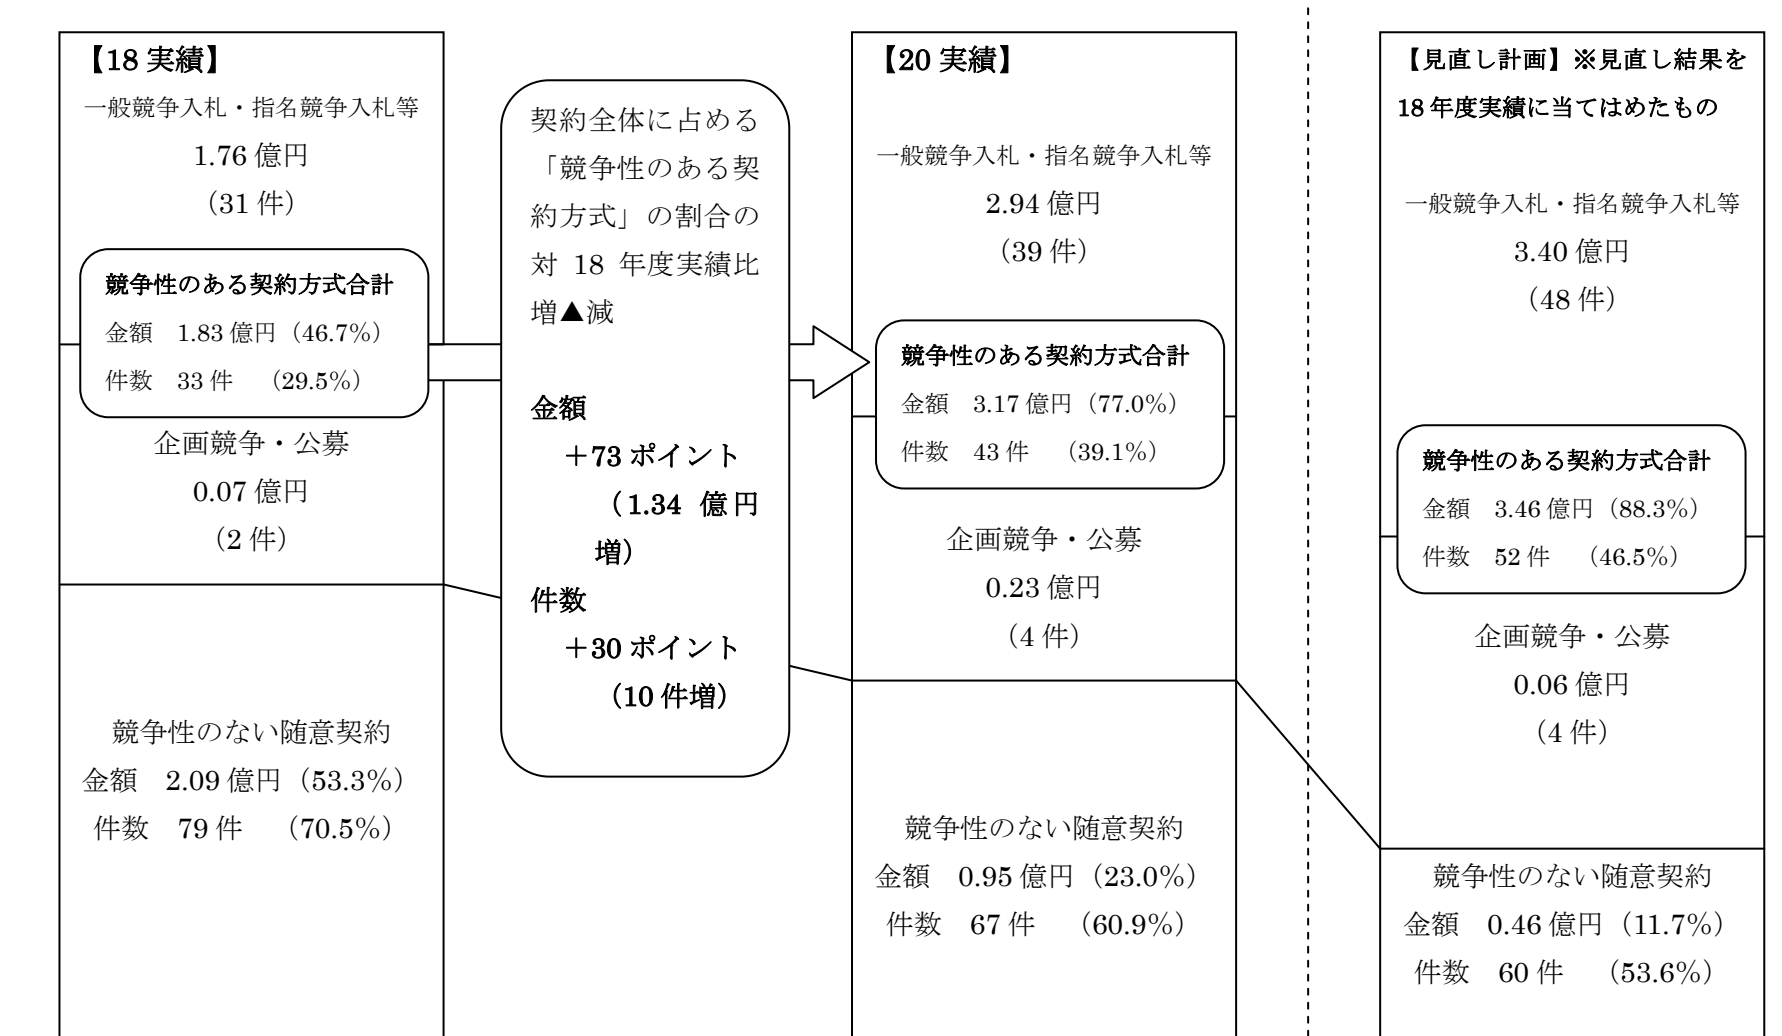 【18 実績】
一般競争入札・指名競争入札等
1.76 億円
（31 件）
競争性のある契約方式合計
金額　1.83 億円（46.7％）
件数　33 件　（29.5％）
企画競争・公募
0.07 億円
（2 件）
競争性のない随意契約
金額　2.09 億円（53.3％）
件数　79 件　（70.5％）
契約全体に占める
「競争性のある契
約方式」の割合の
対 18 年度実績比
増▲減
金額
＋73 ポイント
（1.34 億円
増）
件数
＋30 ポイント
（10 件増）
【20 実績】
一般競争入札・指名競争入札等
2.94 億円
（39 件）
競争性のある契約方式合計
金額　3.17 億円（77.0％）
件数　43 件　（39.1％）
企画競争・公募
0.23 億円
（4 件）
競争性のない随意契約
金額　0.95 億円（23.0％）
件数　67 件　（60.9％）
【見直し計画】※見直し結果を
18 年度実績に当てはめたもの
一般競争入札・指名競争入札等
3.40 億円
（48 件）
競争性のある契約方式合計
金額　3.46 億円（88.3％）
件数　52 件　（46.5％）
企画競争・公募
0.06 億円
（4 件）
競争性のない随意契約
金額　0.46 億円（11.7％）
件数　60 件　（53.6％）